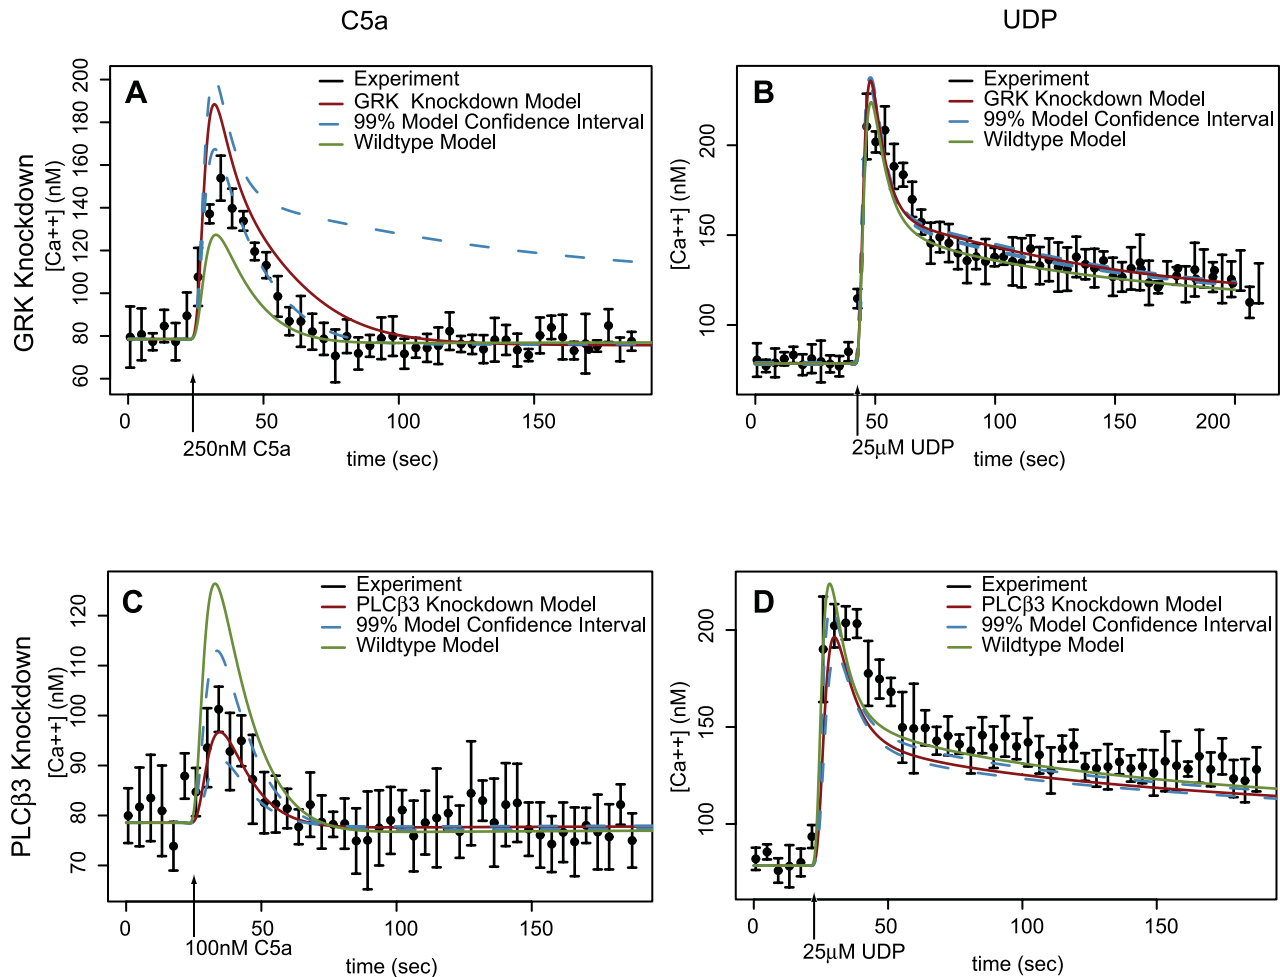 C5a
UDP
GRK Knockdown
A
Experiment
GRK Knockdown Model
99% Model Confidence Interval
Wildtype Model
[Ca++] (nM)
200
180
160
140
120
100
80
60
0
50
100
150
250nM C5a
time (sec)
B
Experiment
GRK Knockdown Model
99% Model Confidence Interval
Wildtype Model
[Ca++] (nM)
200
150
100
0
50
100
150
200
25μM UDP
time (sec)
PLCβ3 Knockdown
C
Experiment
PLCβ3 Knockdown Model
99% Model Confidence Interval
Wildtype Model
[Ca++] (nM)
120
110
100
90
80
70
0
50
100
150
100nM C5a
time (sec)
D
Experiment
PLCβ3 Knockdown Model
99% Model Confidence Interval
Wildtype Model
[Ca++] (nM)
200
150
100
0
50
100
150
25μM UDP
time (sec)